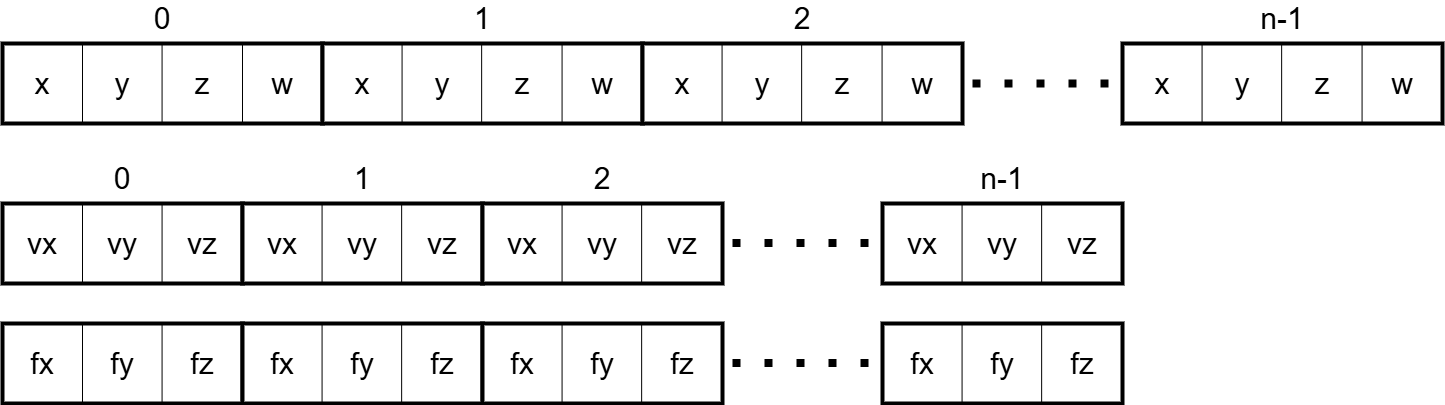 0 1 2 n-1
x y z w x y z w x y z w x y z w
0 1 2 n-1
vx vy vz vx vy vz vx vy vz vx vy vz
fx fy fz fx fy fz fx fy fz fx fy fz